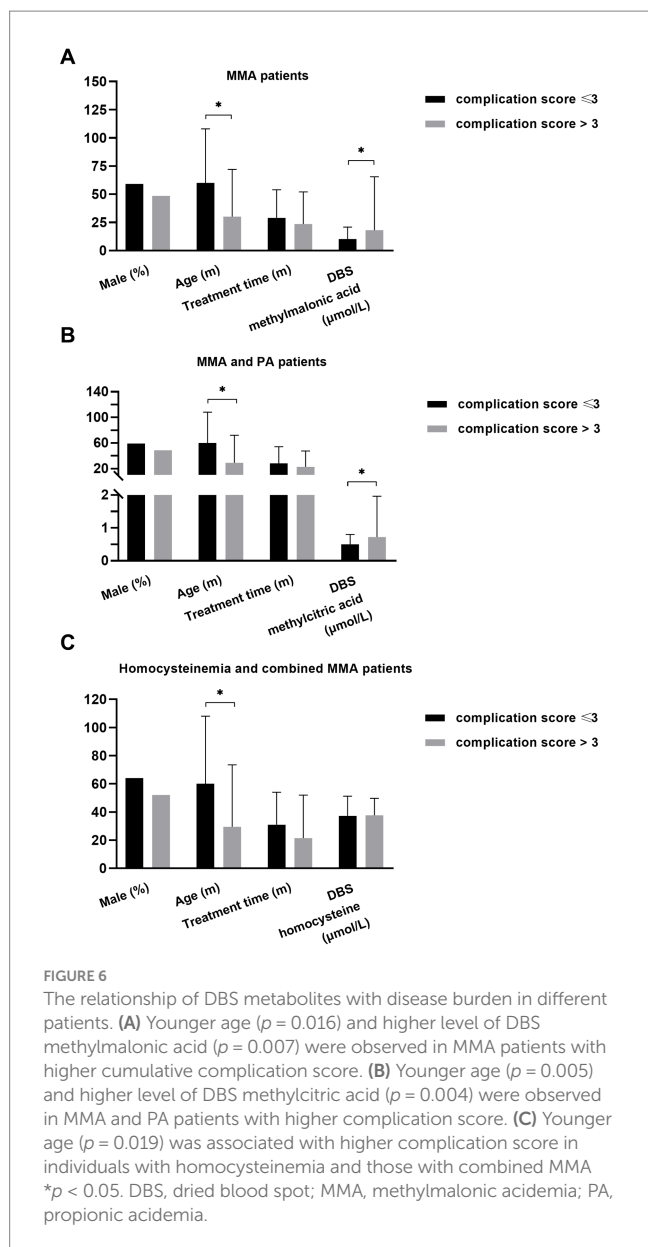 A
MMA patients
150
125
100
75
50
25
0
*
*
complication score ≤3
complication score > 3
Male (%)
Age (m)
Treatment time (m)
DBS
methylmalonic acid
(μmol/L)
B
MMA and PA patients
140
100
60
20
2
1
0
*
*
complication score ≤3
complication score > 3
Male (%)
Age (m)
Treatment time (m)
DBS
methylcitric acid
(μmol/L)
C
Homocysteinemia and combined MMA patients
120
100
80
60
40
20
0
*
complication score ≤3
complication score > 3
Male (%)
Age (m)
Treatment time (m)
DBS
homocysteine
(μmol/L)
FIGURE 6
The relationship of DBS metabolites with disease burden in different
patients. (A) Younger age (p = 0.016) and higher level of DBS
methylmalonic acid (p = 0.007) were observed in MMA patients with
higher cumulative complication score. (B) Younger age (p = 0.005)
and higher level of DBS methylcitric acid (p = 0.004) were observed
in MMA and PA patients with higher complication score. (C) Younger
age (p = 0.019) was associated with higher complication score in
individuals with homocysteinemia and those with combined MMA
*p < 0.05. DBS, dried blood spot; MMA, methylmalonic acidemia; PA,
propionic acidemia.